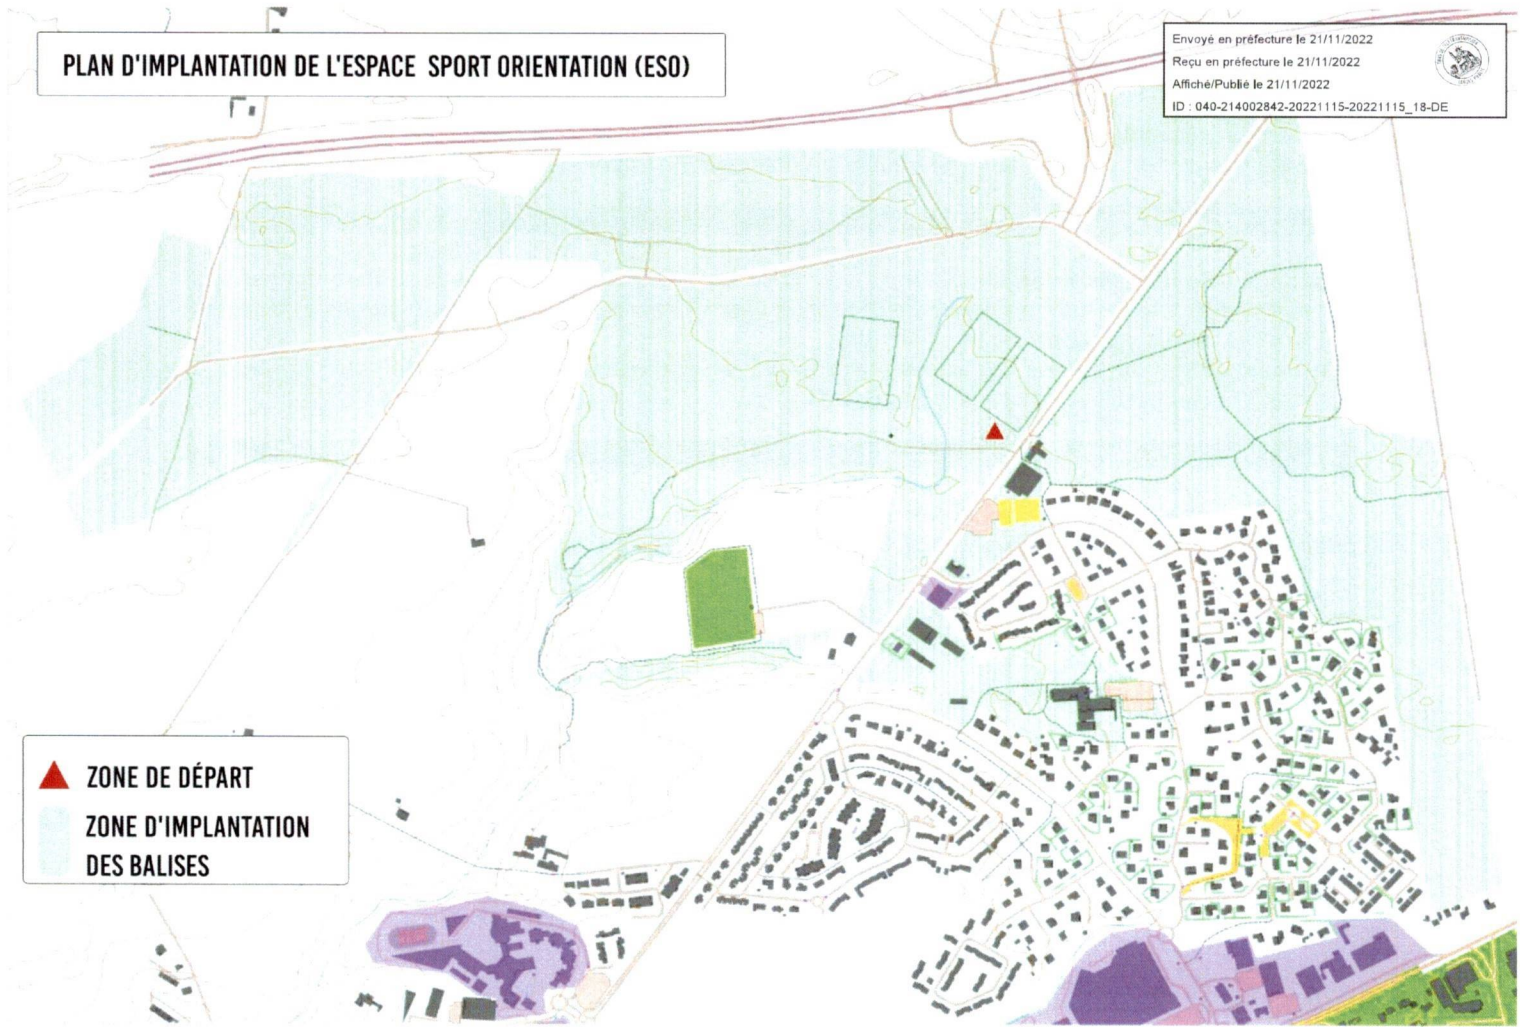 PLAN D'IMPLANTATION DE L'ESPACE SPORT ORIENTATION (ESO)
Envoyé en préfecture le 21/11/2022
Reçu en préfecture le 21/11/2022
Affiché/Publié le 21/11/2022
ID : 040-214002842-20221115-20221115_18-DE
ZONE DE DÉPART
ZONE D'IMPLANTATION
DES BALISES